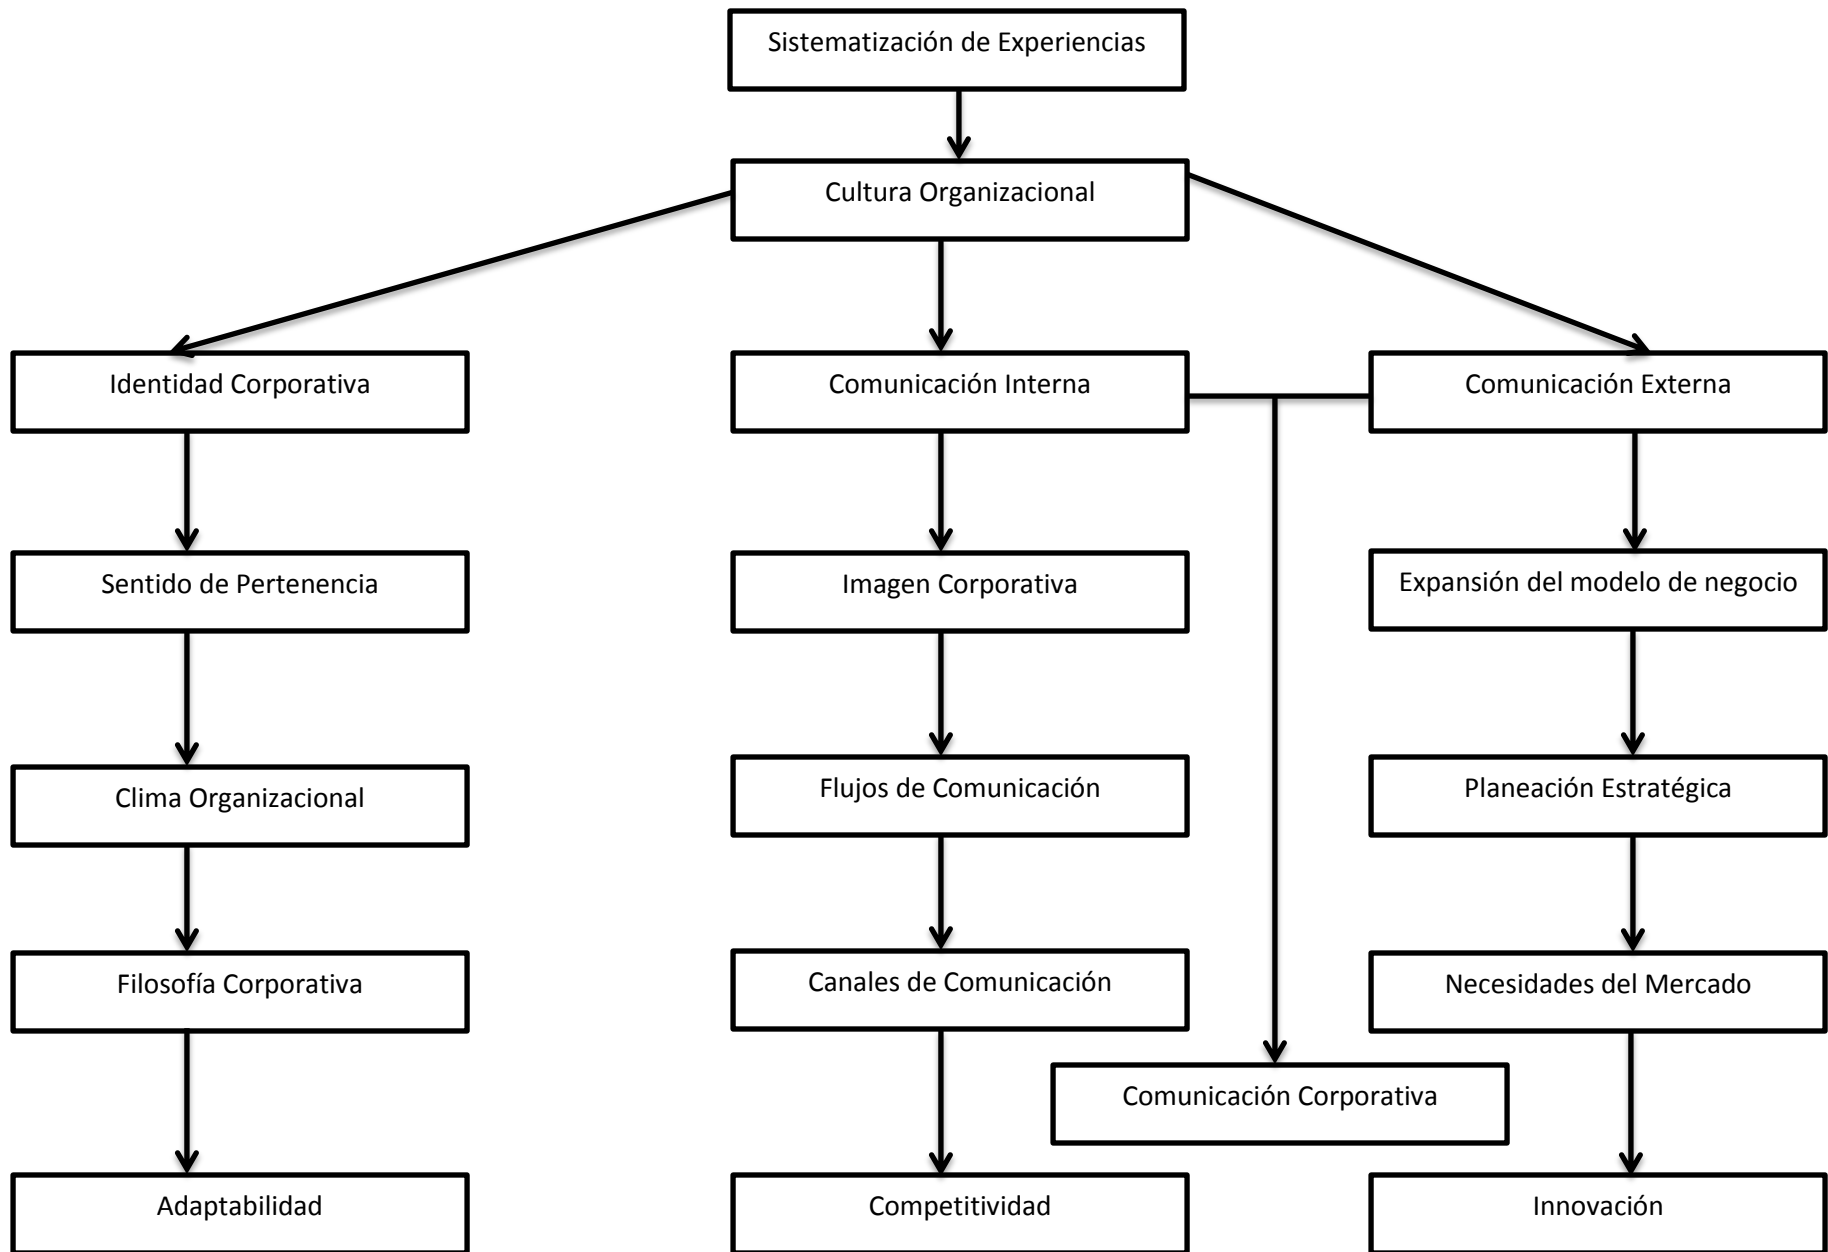 Sistematización de Experiencias
Cultura Organizacional
Identidad Corporativa
Comunicación Interna
Comunicación Externa
Sentido de Pertenencia
Imagen Corporativa
Expansión del modelo de negocio
Clima Organizacional
Flujos de Comunicación
Planeación Estratégica
Filosofía Corporativa
Canales de Comunicación
Necesidades del Mercado
Comunicación Corporativa
Adaptabilidad
Competitividad
Innovación